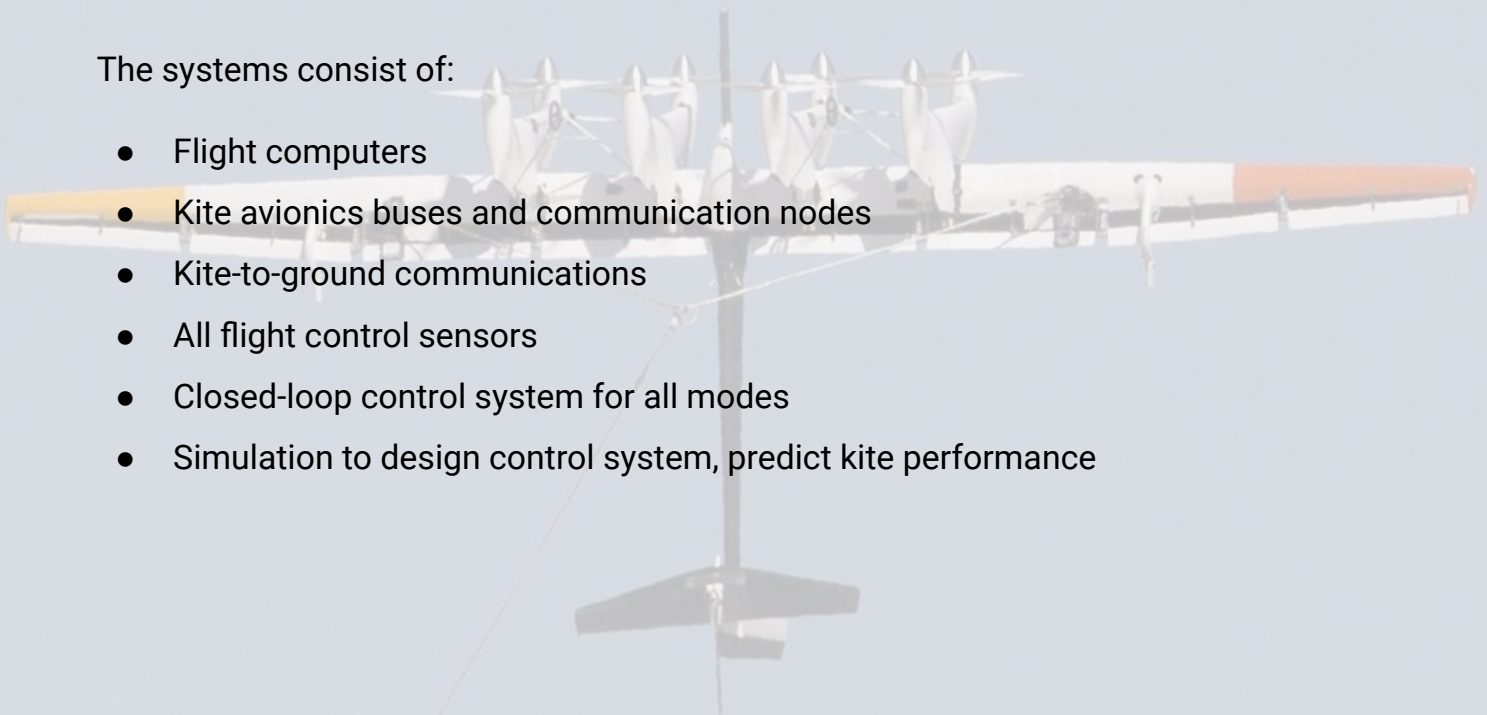 The systems consist of:
● Flight computers
● Kite avionics buses and communication nodes
● Kite-to-ground communications
● All flight control sensors
● Closed-loop control system for all modes
● Simulation to design control system, predict kite performance